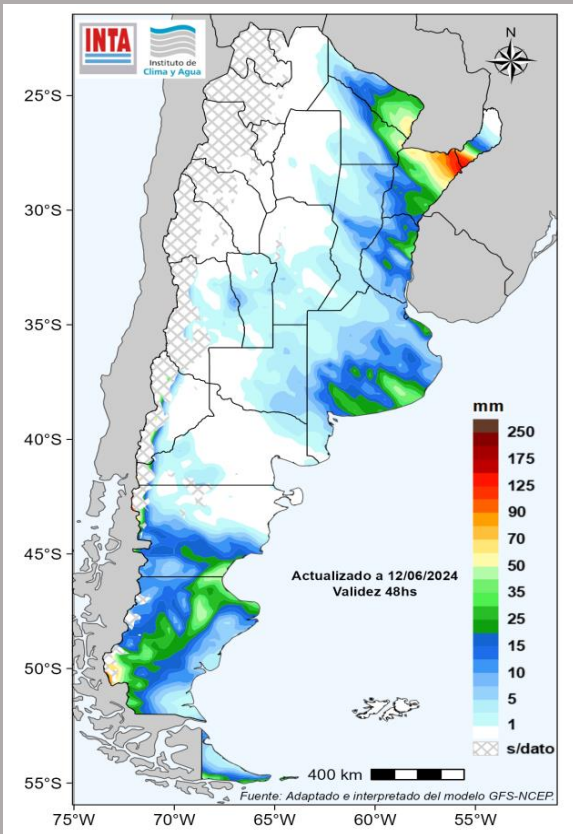 INTA
Instituto de
Clima y Agua
N
25°S
30°S
35°S
40°S
45°S
50°S
55°S
mm
250
175
125
90
70
50
35
25
20
15
10
5
1
s/dato
Actualizado a 12/06/2024
Validez 48hs
400 km
Fuente: Adaptado e interpretado del modelo GFS-NCEP.
75°W
70°W
65°W
60°W
55°W